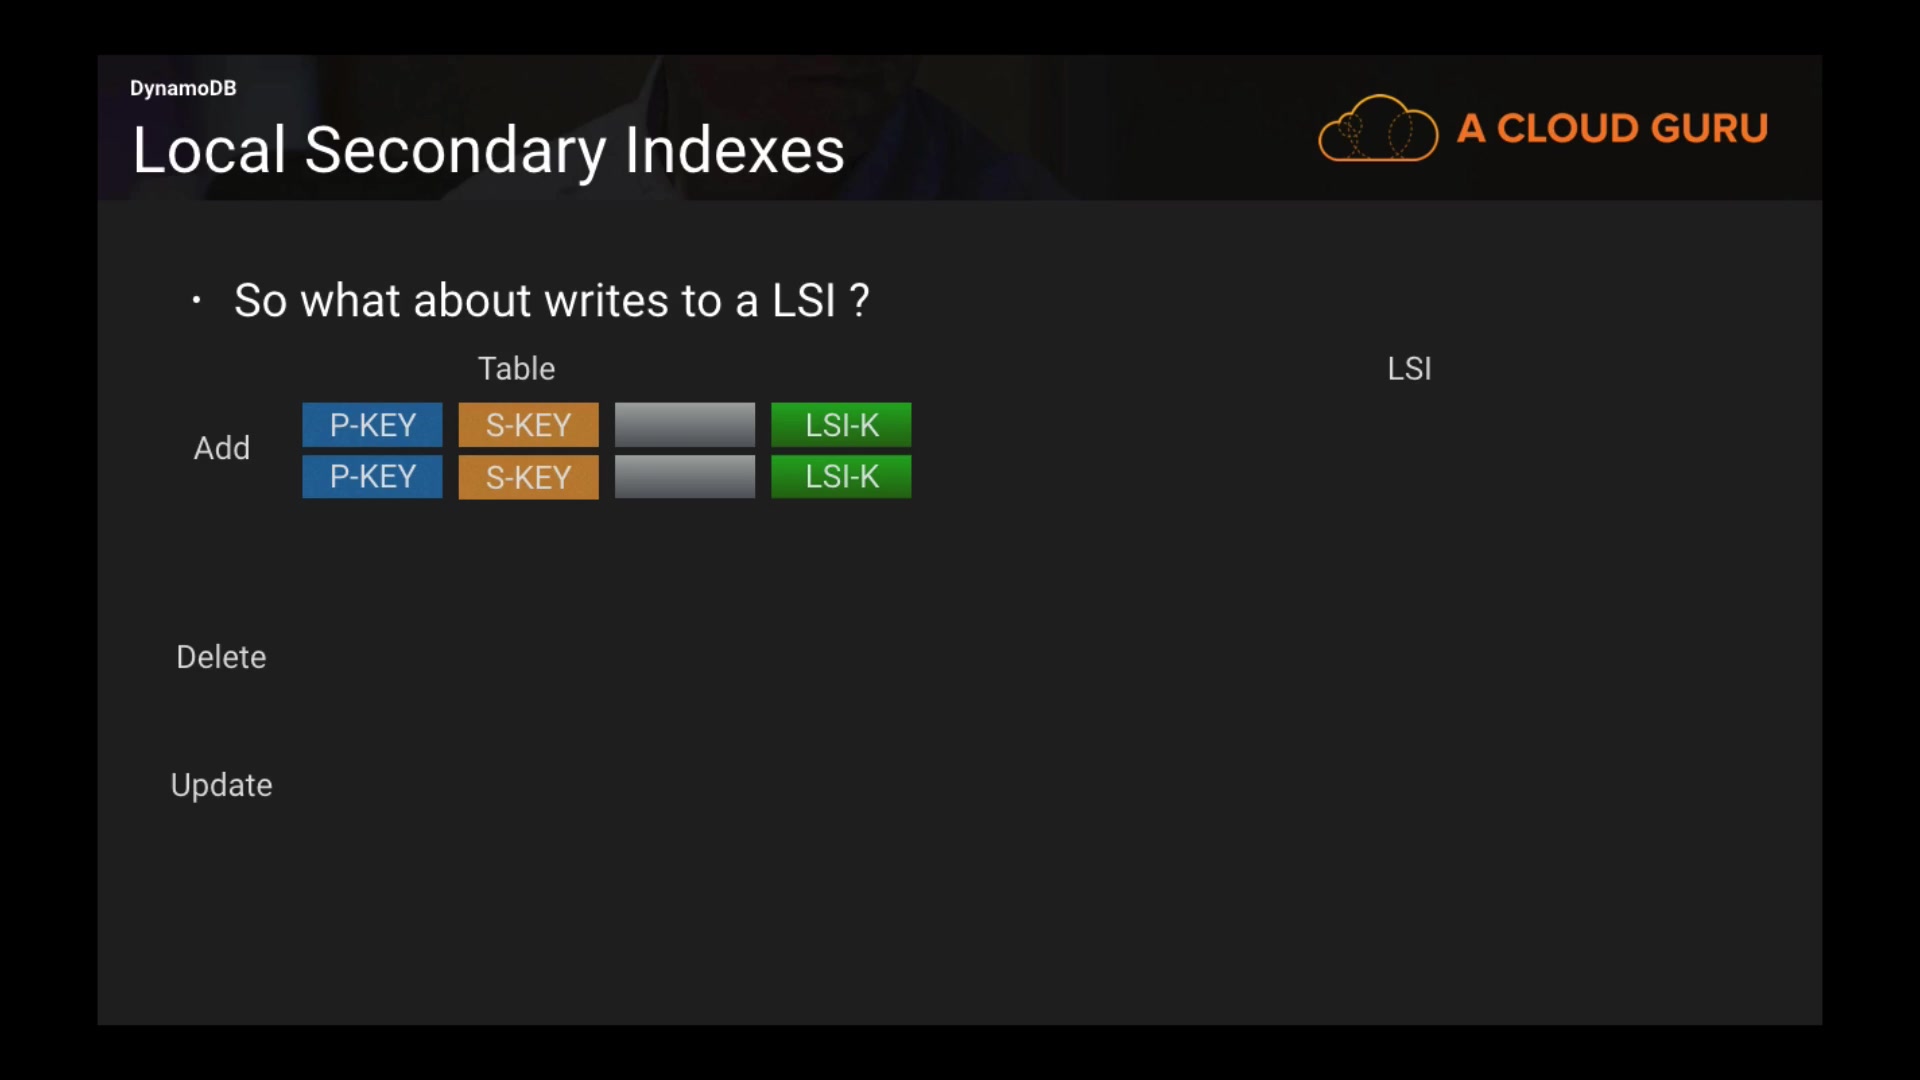 DynamoDB
Local Secondary Indexes
A CLOUD GURU
• So what about writes to a LSI ?
Table LSI
Add
P-KEY S-KEY LSI-K
P-KEY S-KEY LSI-K
Delete
Update